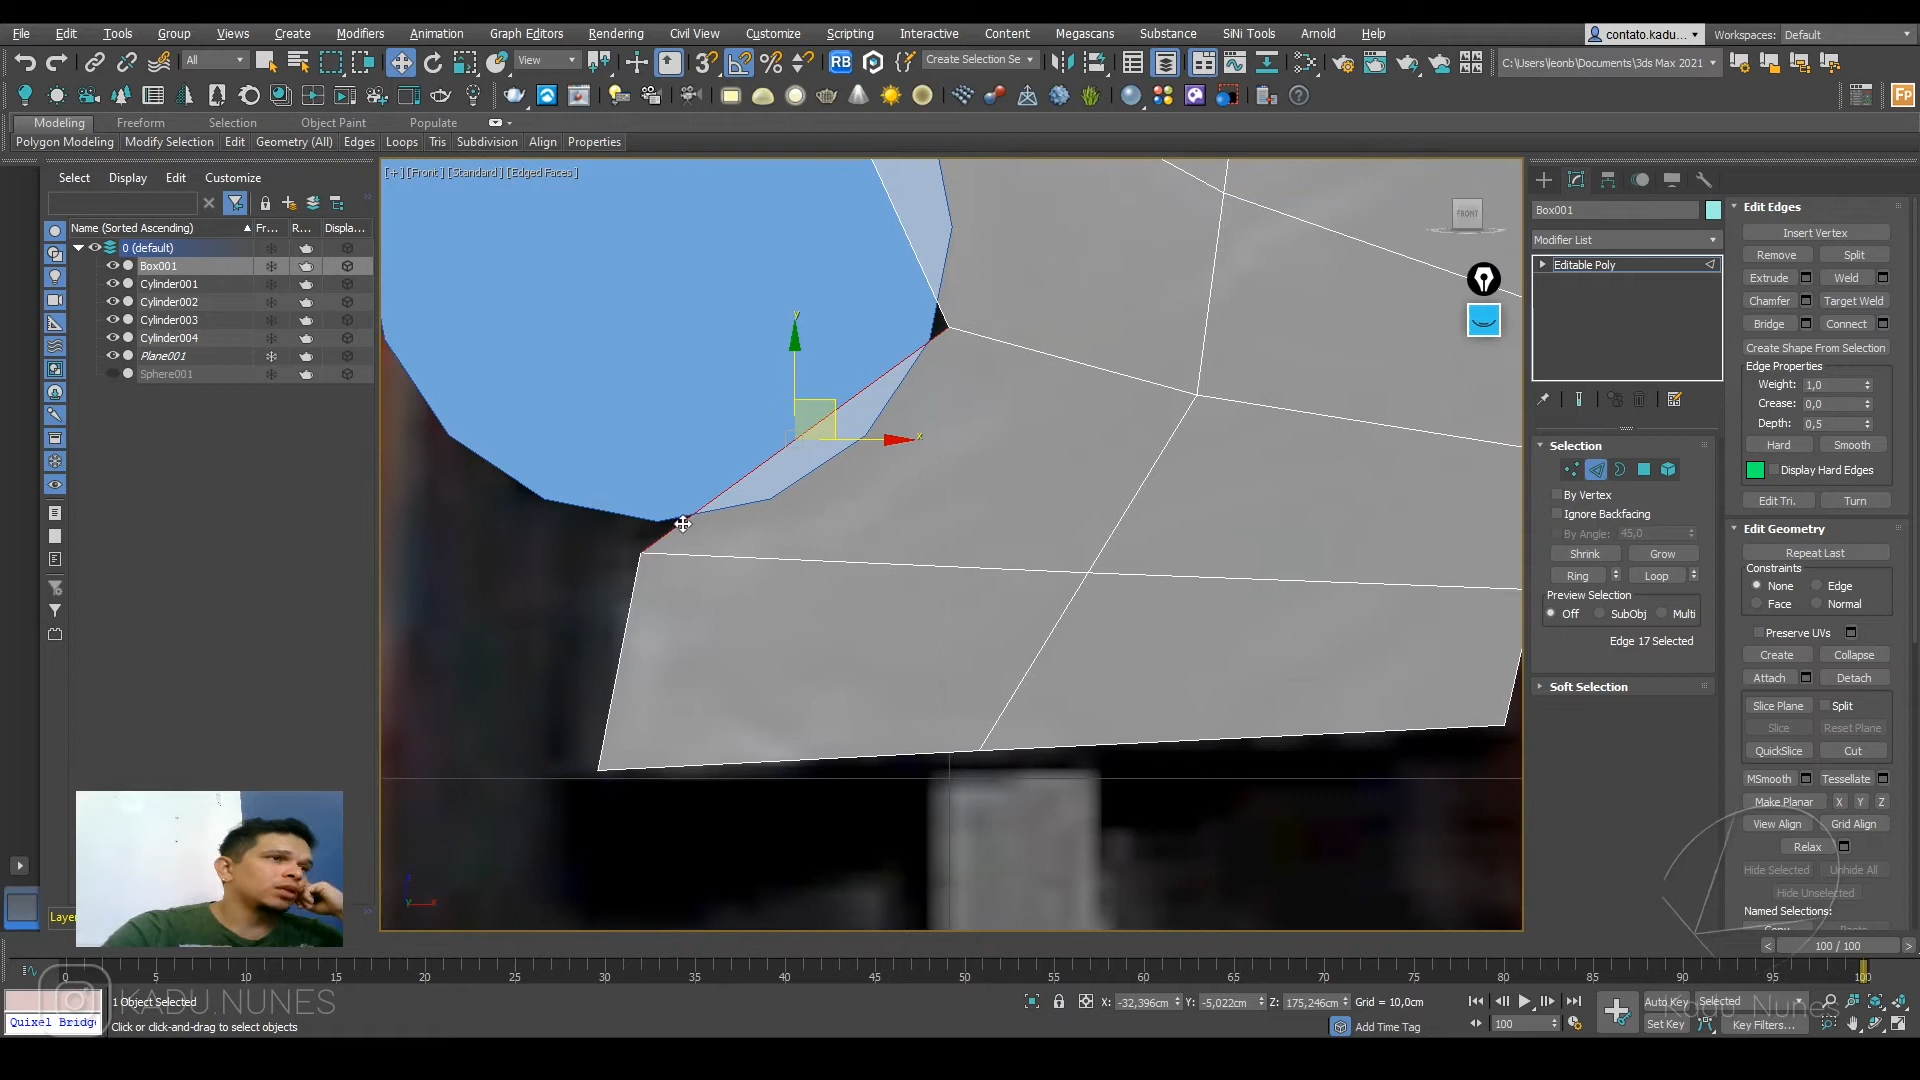 File Edit Tools Group Views Create Modifiers Animation Graph Editors Rendering Civil View Customize Scripting Interactive Content Megascans Substance SiNi Tools Arnold Help contato.kadu... Workspaces: Default
All View Create Selection Se C:\Users\leonb\Documents\3ds Max 2021
Modeling Freeform Selection Object Paint Populate
Polygon Modeling Modify Selection Edit Geometry (All) Edges Loops Tris Subdivision Align Properties
Select Display Edit Customize
Name (Sorted Ascending) Fr... R... Displa...
0 (default)
Box001
Cylinder001
Cylinder002
Cylinder003
Cylinder004
Plane001
Sphere001
Layer
[+] [Front ] [Standard ] [Edged Faces ]
FRONT
y
x
Box001
Modifier List
Editable Poly
Selection
By Vertex
Ignore Backfacing
By Angle: 45,0
Shrink Grow
Ring Loop
Preview Selection
Off SubObj Multi
Edge 17 Selected
Soft Selection
Edit Edges
Insert Vertex
Remove Split
Extrude Weld
Chamfer Target Weld
Bridge Connect
Create Shape From Selection
Edge Properties
Weight: 1,0
Crease: 0,0
Depth: 0,5
Hard Smooth
Display Hard Edges
Edit Tri. Turn
Edit Geometry
Repeat Last
Constraints
None Edge
Face Normal
Preserve UVs
Create Collapse
Attach Detach
Slice Plane Split
Slice Reset Plane
QuickSlice Cut
MSmooth Tessellate
Make Planar X Y Z
View Align Grid Align
Relax
Hide Selected Unhide All
Hide Unselected
Named Selections:
< 100 / 100 >
0 5 10 15 20 25 30 35 40 45 50 55 60 65 70 75 80 85 90 95 100
KADU.NUNES
1 Object Selected
Quixel Bridg
Click or click-and-drag to select objects
X: -32,396cm Y: -5,022cm Z: 175,246cm Grid = 10,0cm
Add Time Tag
100
Auto Key Selected
Set Key Key Filters...
Kadu Nunes
Fp
RB